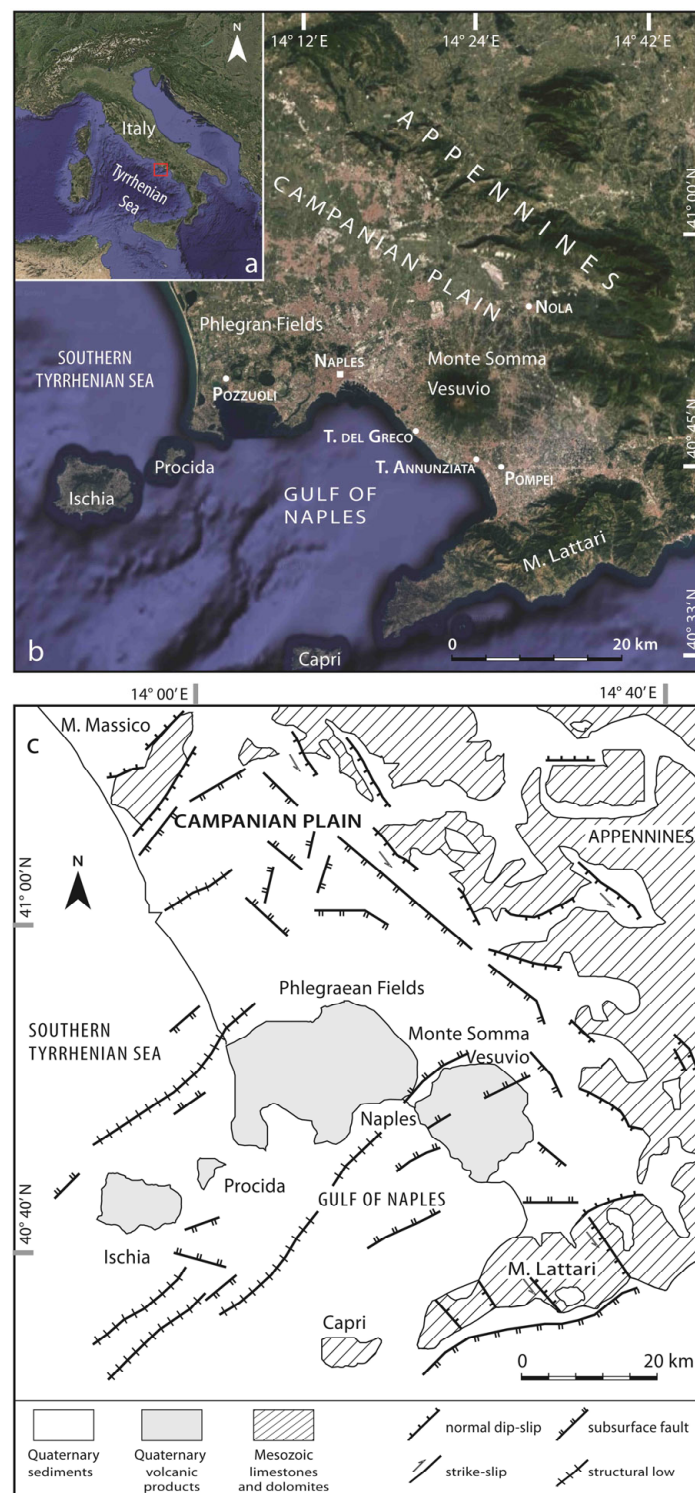 14° 12' E
14° 24' E
14° 42' E
N
Italy
Tyrrhenian
Sea
a
APPENNINES
CAMPANIAN PLAIN
41° 00' N
NOLA
Phlegran Fields
SOUTHERN
TYRRHENIAN SEA
NAPLES
Monte Somma
Vesuvio
POZZUOLI
T. DEL GRECO
40° 45' N
Procida
T. ANNUNZIATA
POMPEI
Ischia
GULF OF
NAPLES
M. Lattari
40° 33' N
b
Capri
0 20 km
14° 00' E
14° 40' E
c
M. Massico
CAMPANIAN PLAIN
APPENNINES
N
41° 00' N
Phlegraean Fields
SOUTHERN
TYRRHENIAN SEA
Monte Somma
Vesuvio
Naples
Procida
40° 40' N
GULF OF NAPLES
Ischia
M. Lattari
Capri
0 20 km
Quaternary
sediments
Quaternary
volcanic
products
Mesozoic
limestones
and dolomites
normal dip-slip
subsurface fault
strike-slip
structural low